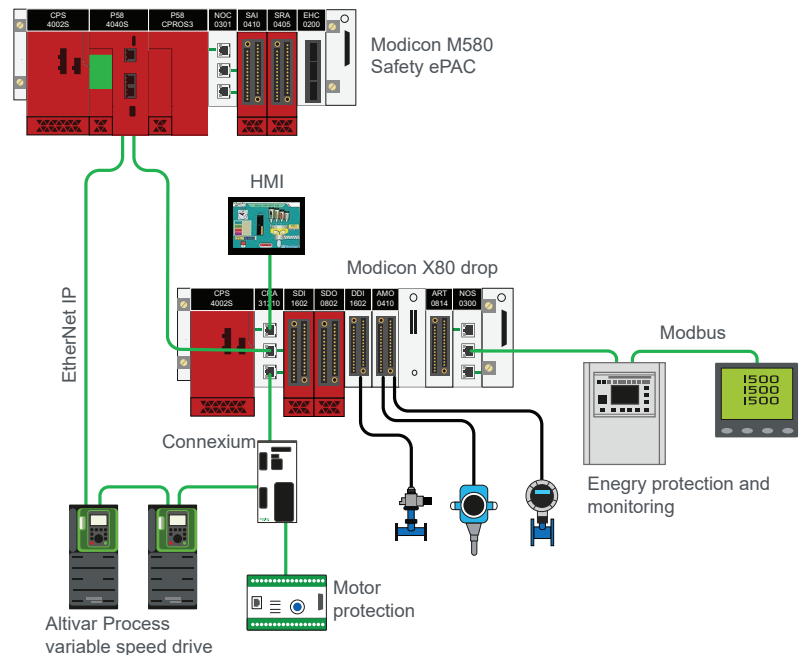 CPS
4002S
P58
4040S
P58
CPROS3
NOC
0301
SAI
0410
SRA
0405
EHC
0200
Modicon M580
Safety ePAC
HMI
Modicon X80 drop
CPS
4002S
CRA
31210
SDI
1602
SDO
0802
DDI
1602
AMO
0410
ART
0814
NOS
0300
EtherNet IP
Modbus
1500
1500
1500
Connexium
Enegry protection and
monitoring
Motor
protection
Altivar Process
variable speed drive